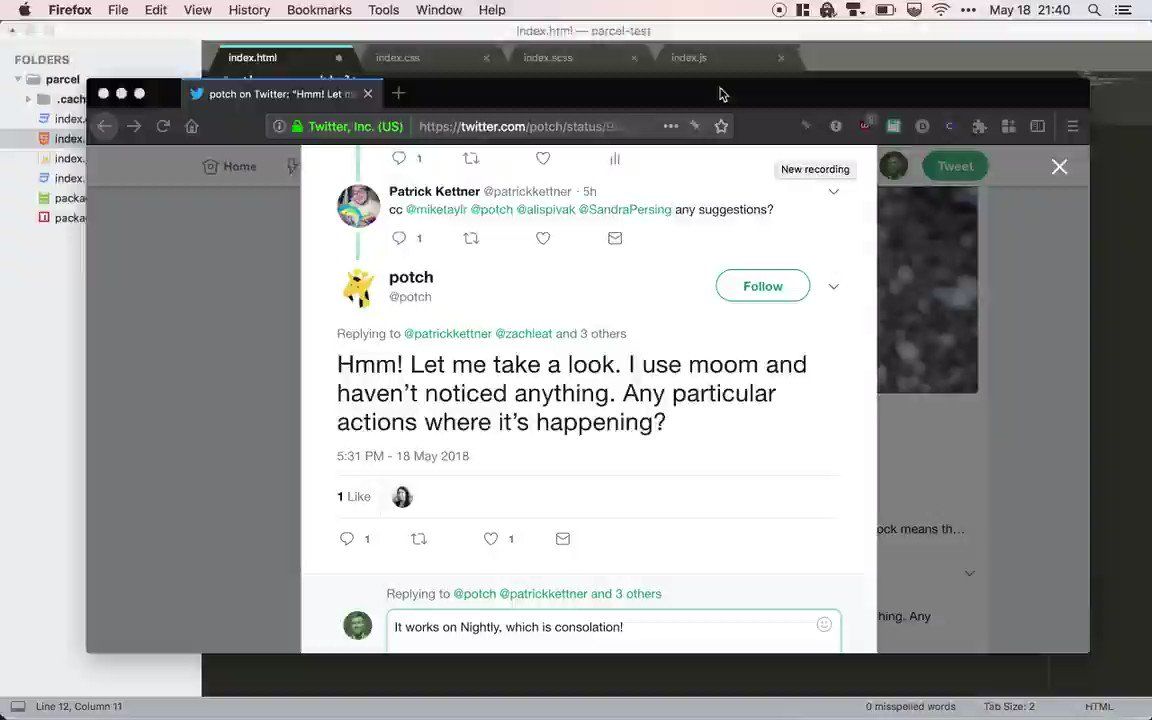 Firefox File Edit View History Bookmarks Tools Window Help May 18 21:40
index.html — parcel-test
FOLDERS
index.html index.css index.scss index.js
parcel
.cach
index.
index.
index.
index.
packa
packa
potch on Twitter: "Hmm! Let m
Twitter, Inc. (US) https://twitter.com/potch/status/9
Home
Tweet
New recording
1
Patrick Kettner @patrickkettner · 5h
cc @miketaylr @potch @alispivak @SandraPersing any suggestions?
1
potch
@potch
Follow
Replying to @patrickkettner @zachleat and 3 others
Hmm! Let me take a look. I use moom and
haven't noticed anything. Any particular
actions where it's happening?
5:31 PM - 18 May 2018
1 Like
1 1
ock means th...
hing. Any
Replying to @potch @patrickkettner and 3 others
It works on Nightly, which is consolation!
Line 12, Column 11 0 misspelled words Tab Size: 2 HTML